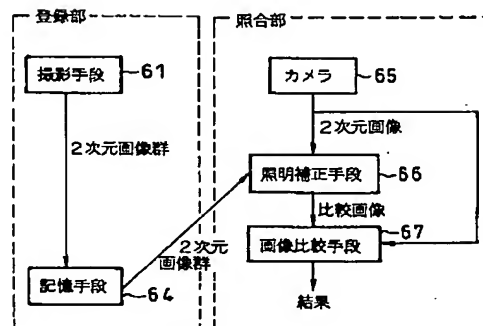 登録部
撮影手段
61
2次元画像群
記憶手段
64
2次元
画像群
照合部
カメラ
65
2次元画像
照明補正手段
66
比較画像
画像比較手段
67
結果